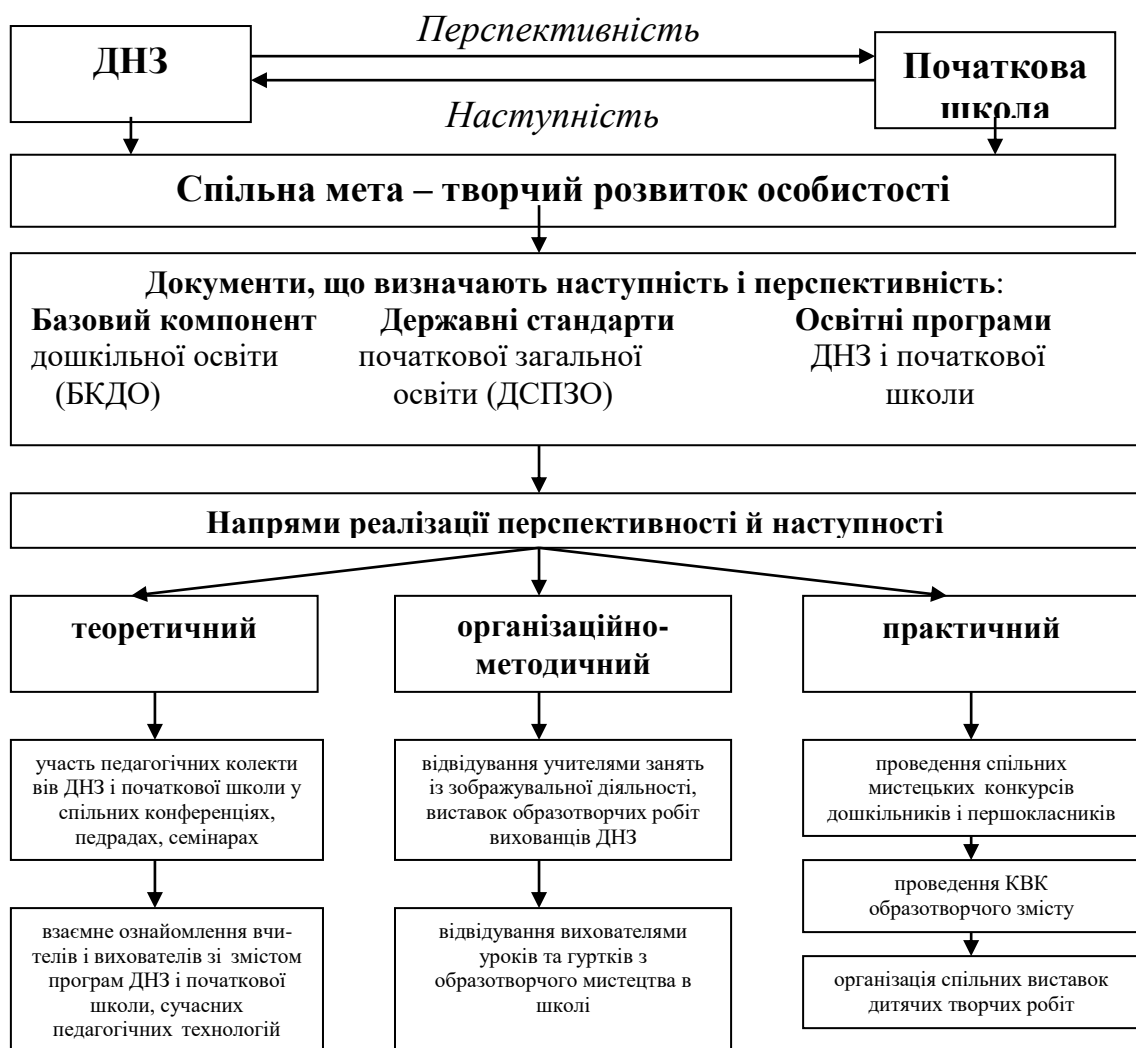 Перспективність
ДНЗ
Початкова
школа
Наступність
Спільна мета – творчий розвиток особистості
Документи, що визначають наступність і перспективність:
Базовий компонент
дошкільної освіти
(БКДО)
Державні стандарти
початкової загальної
освіти (ДСПЗО)
Освітні програми
ДНЗ і початкової
школи
Напрями реалізації перспективності й наступності
теоретичний
організаційно-
методичний
практичний
участь педагогічних колекти
вів ДНЗ і початкової школи у
спільних конференціях,
педрадах, семінарах
взаємне ознайомлення вчи-
телів і вихователів зі змістом
програм ДНЗ і початкової
школи, сучасних
педагогічних технологій
відвідування учителями занять
із зображувальної діяльності,
виставок образотворчих робіт
вихованців ДНЗ
відвідування вихователями
уроків та гуртків з
образотворчого мистецтва в
школі
проведення спільних
мистецьких конкурсів
дошкільників і першокласників
проведення КВК
образотворчого змісту
організація спільних виставок
дитячих творчих робіт